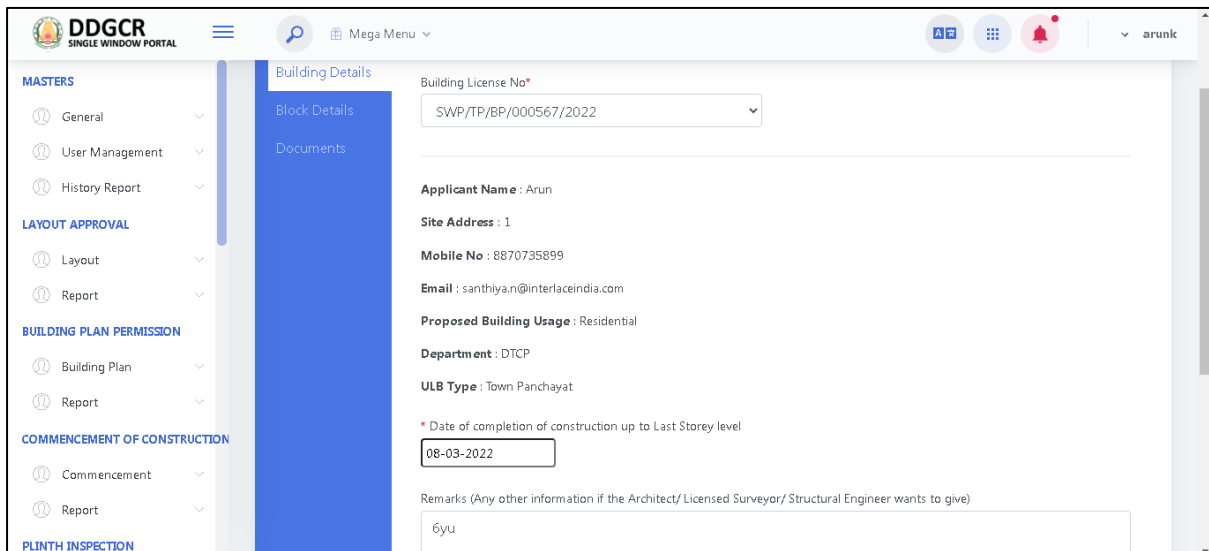 DDGCR
SINGLE WINDOW PORTAL
Mega Menu
arunk
MASTERS
General
User Management
History Report
LAYOUT APPROVAL
Layout
Report
BUILDING PLAN PERMISSION
Building Plan
Report
COMMENCEMENT OF CONSTRUCTION
Commencement
Report
PLINTH INSPECTION
Building Details
Block Details
Documents
Building License No*
SWP/TP/BP/000567/2022
Applicant Name : Arun
Site Address : 1
Mobile No : 8870735899
Email : santhiya.n@interlaceindia.com
Proposed Building Usage : Residential
Department : DTCP
ULB Type : Town Panchayat
* Date of completion of construction up to Last Storey level
08-03-2022
Remarks (Any other information if the Architect/ Licensed Surveyor/ Structural Engineer wants to give)
6yu